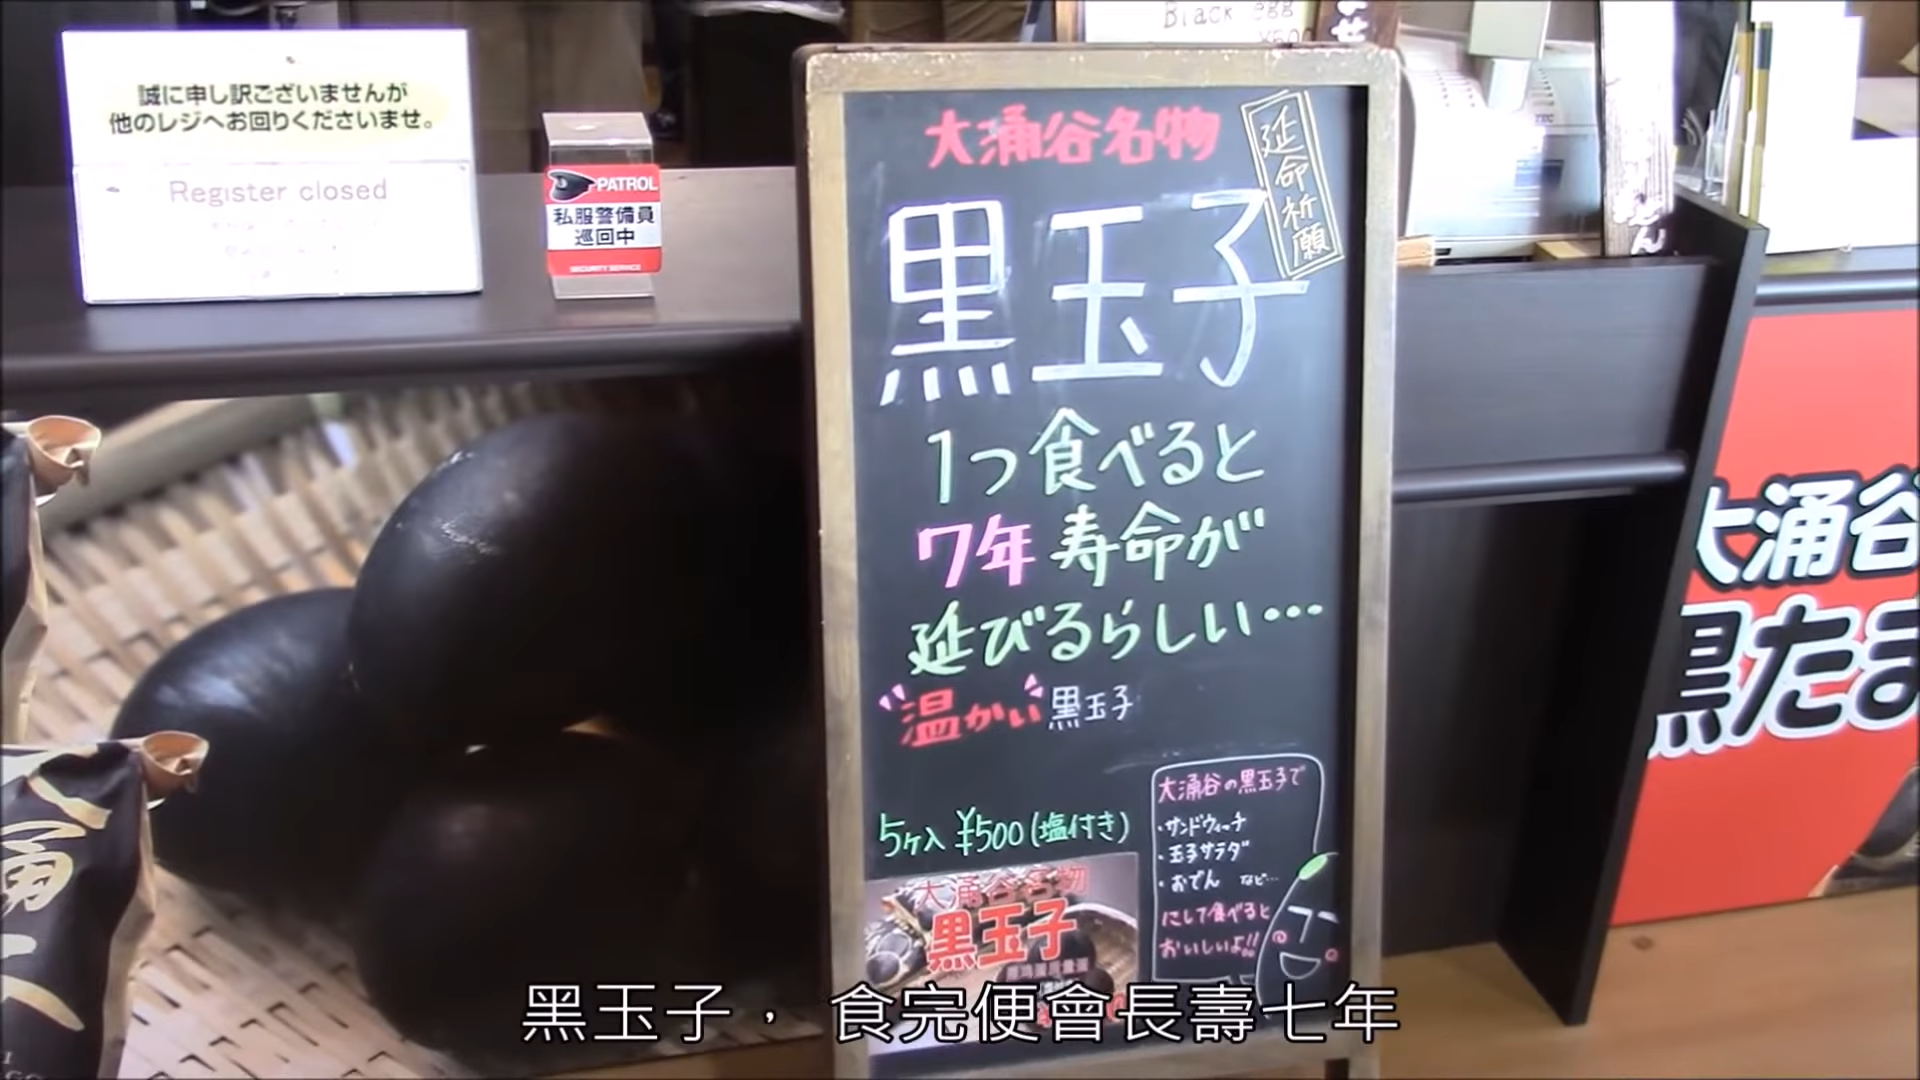 Black egg
¥500
誠に申し訳ございませんが
他のレジへお回りくださいませ。
Register closed
PATROL
私服警備員
巡回中
SECURITY SERVICE
大涌谷名物
延命祈願
黒玉子
1つ食べると
7年寿命が
延びるらしい…
温かい黒玉子
5ヶ入 ¥500(塩付き)
大涌谷の黒玉子で
・サンドウィッチ
・玉子サラダ
・おでん など…
にして食べると
おいしいよ!!
大涌谷名物
黒玉子
大涌谷
黒たま
黑玉子， 食完便會長壽七年